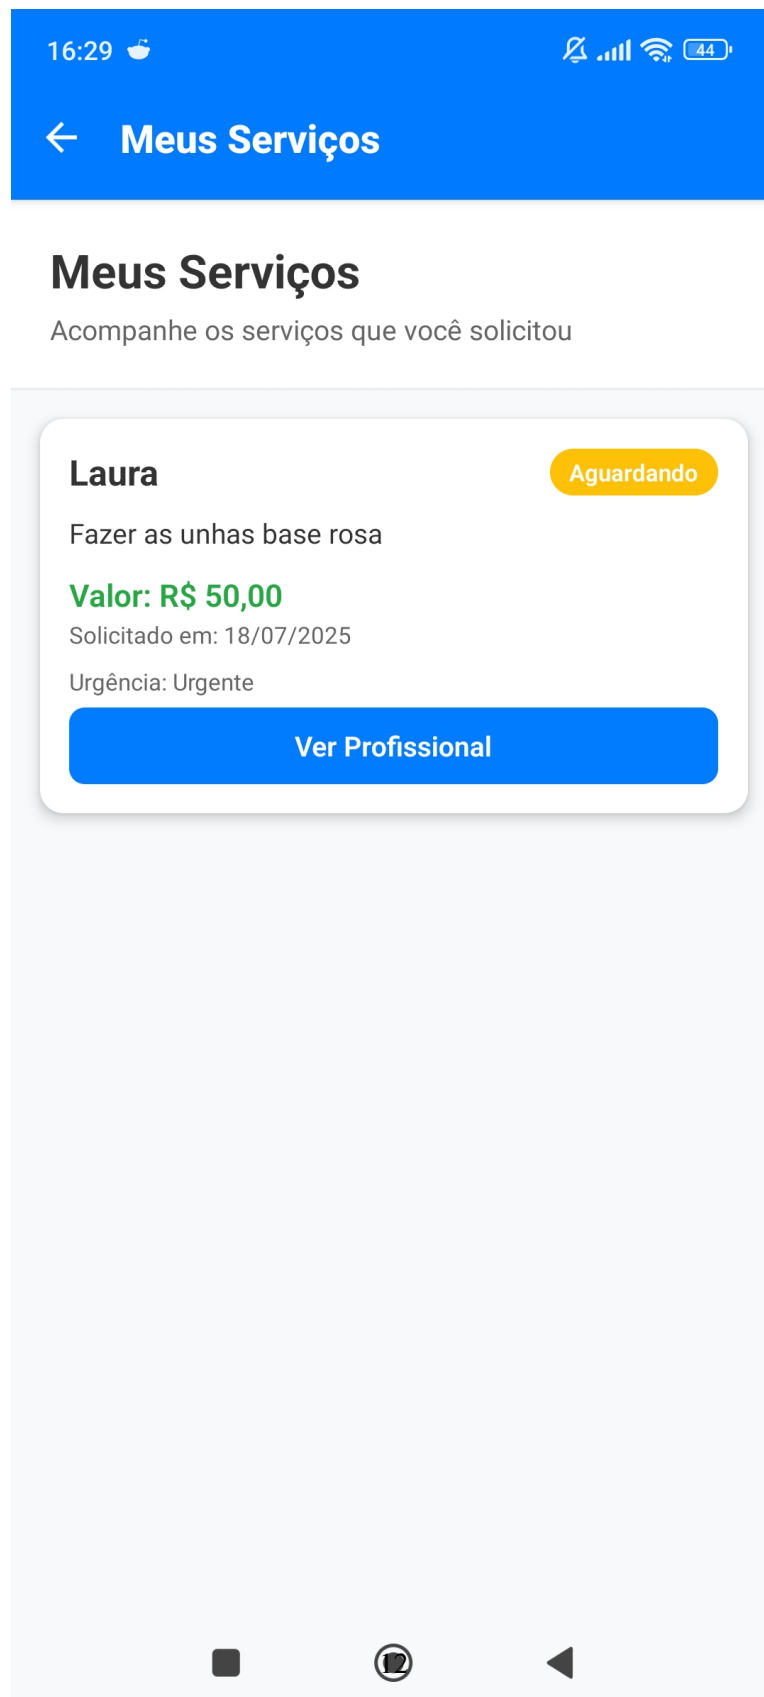 16:29
44
Meus Serviços
Meus Serviços
Acompanhe os serviços que você solicitou
Laura
Aguardando
Fazer as unhas base rosa
Valor: R$ 50,00
Solicitado em: 18/07/2025
Urgência: Urgente
Ver Profissional
12